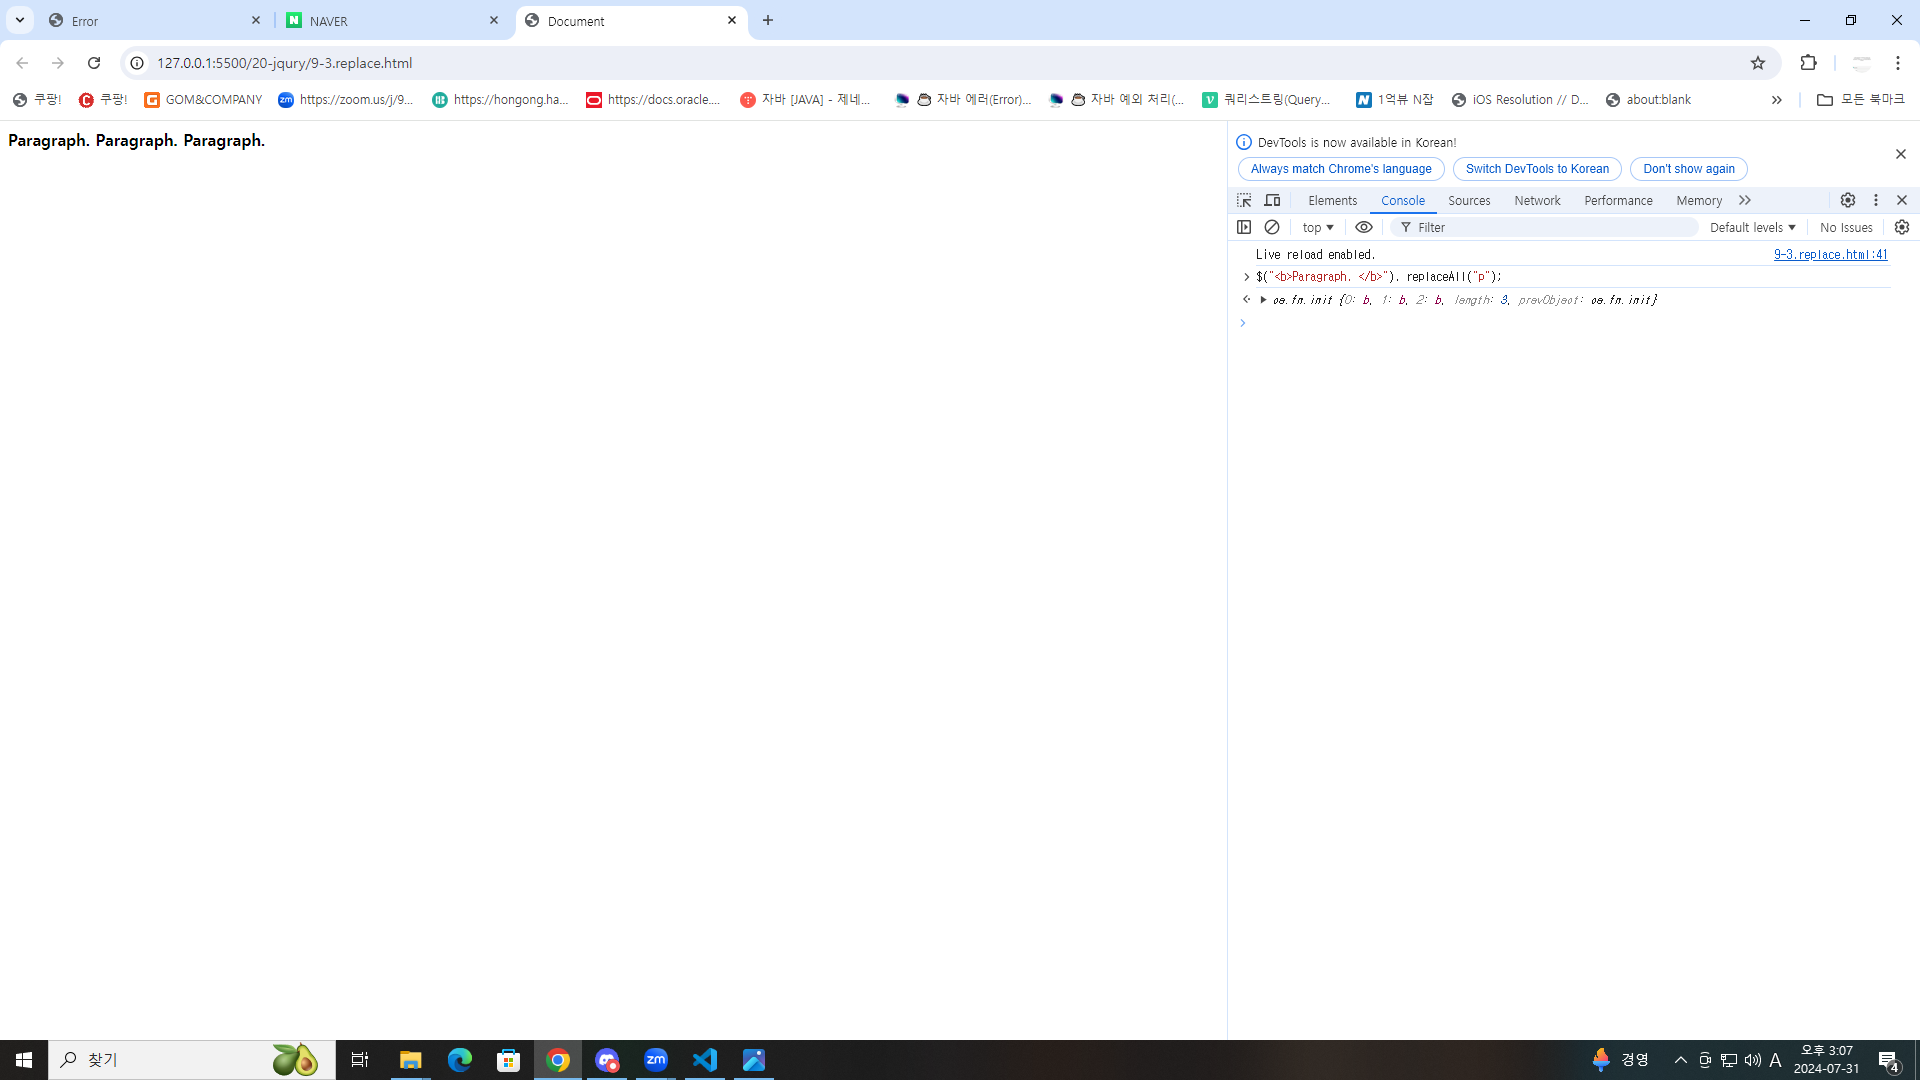 Error
NAVER
Document
127.0.0.1:5500/20-jqury/9-3.replace.html
쿠팡!
쿠팡!
GOM&COMPANY
https://zoom.us/j/9...
https://hongong.ha...
https://docs.oracle....
자바 [JAVA] - 제네...
자바 에러(Error)...
자바 예외 처리(...
쿼리스트링(Query...
1억뷰 N잡
iOS Resolution // D...
about:blank
모든 북마크
Paragraph. Paragraph. Paragraph.
DevTools is now available in Korean!
Always match Chrome's language
Switch DevTools to Korean
Don't show again
Elements
Console
Sources
Network
Performance
Memory
top
Filter
Default levels
No Issues
Live reload enabled.
9-3.replace.html:41
$("<b>Paragraph. </b>"). replaceAll("p");
ce.fn.init {0: b, 1: b, 2: b, length: 3, prevObject: ce.fn.init}
찾기
경영
A
오후 3:07
2024-07-31
4